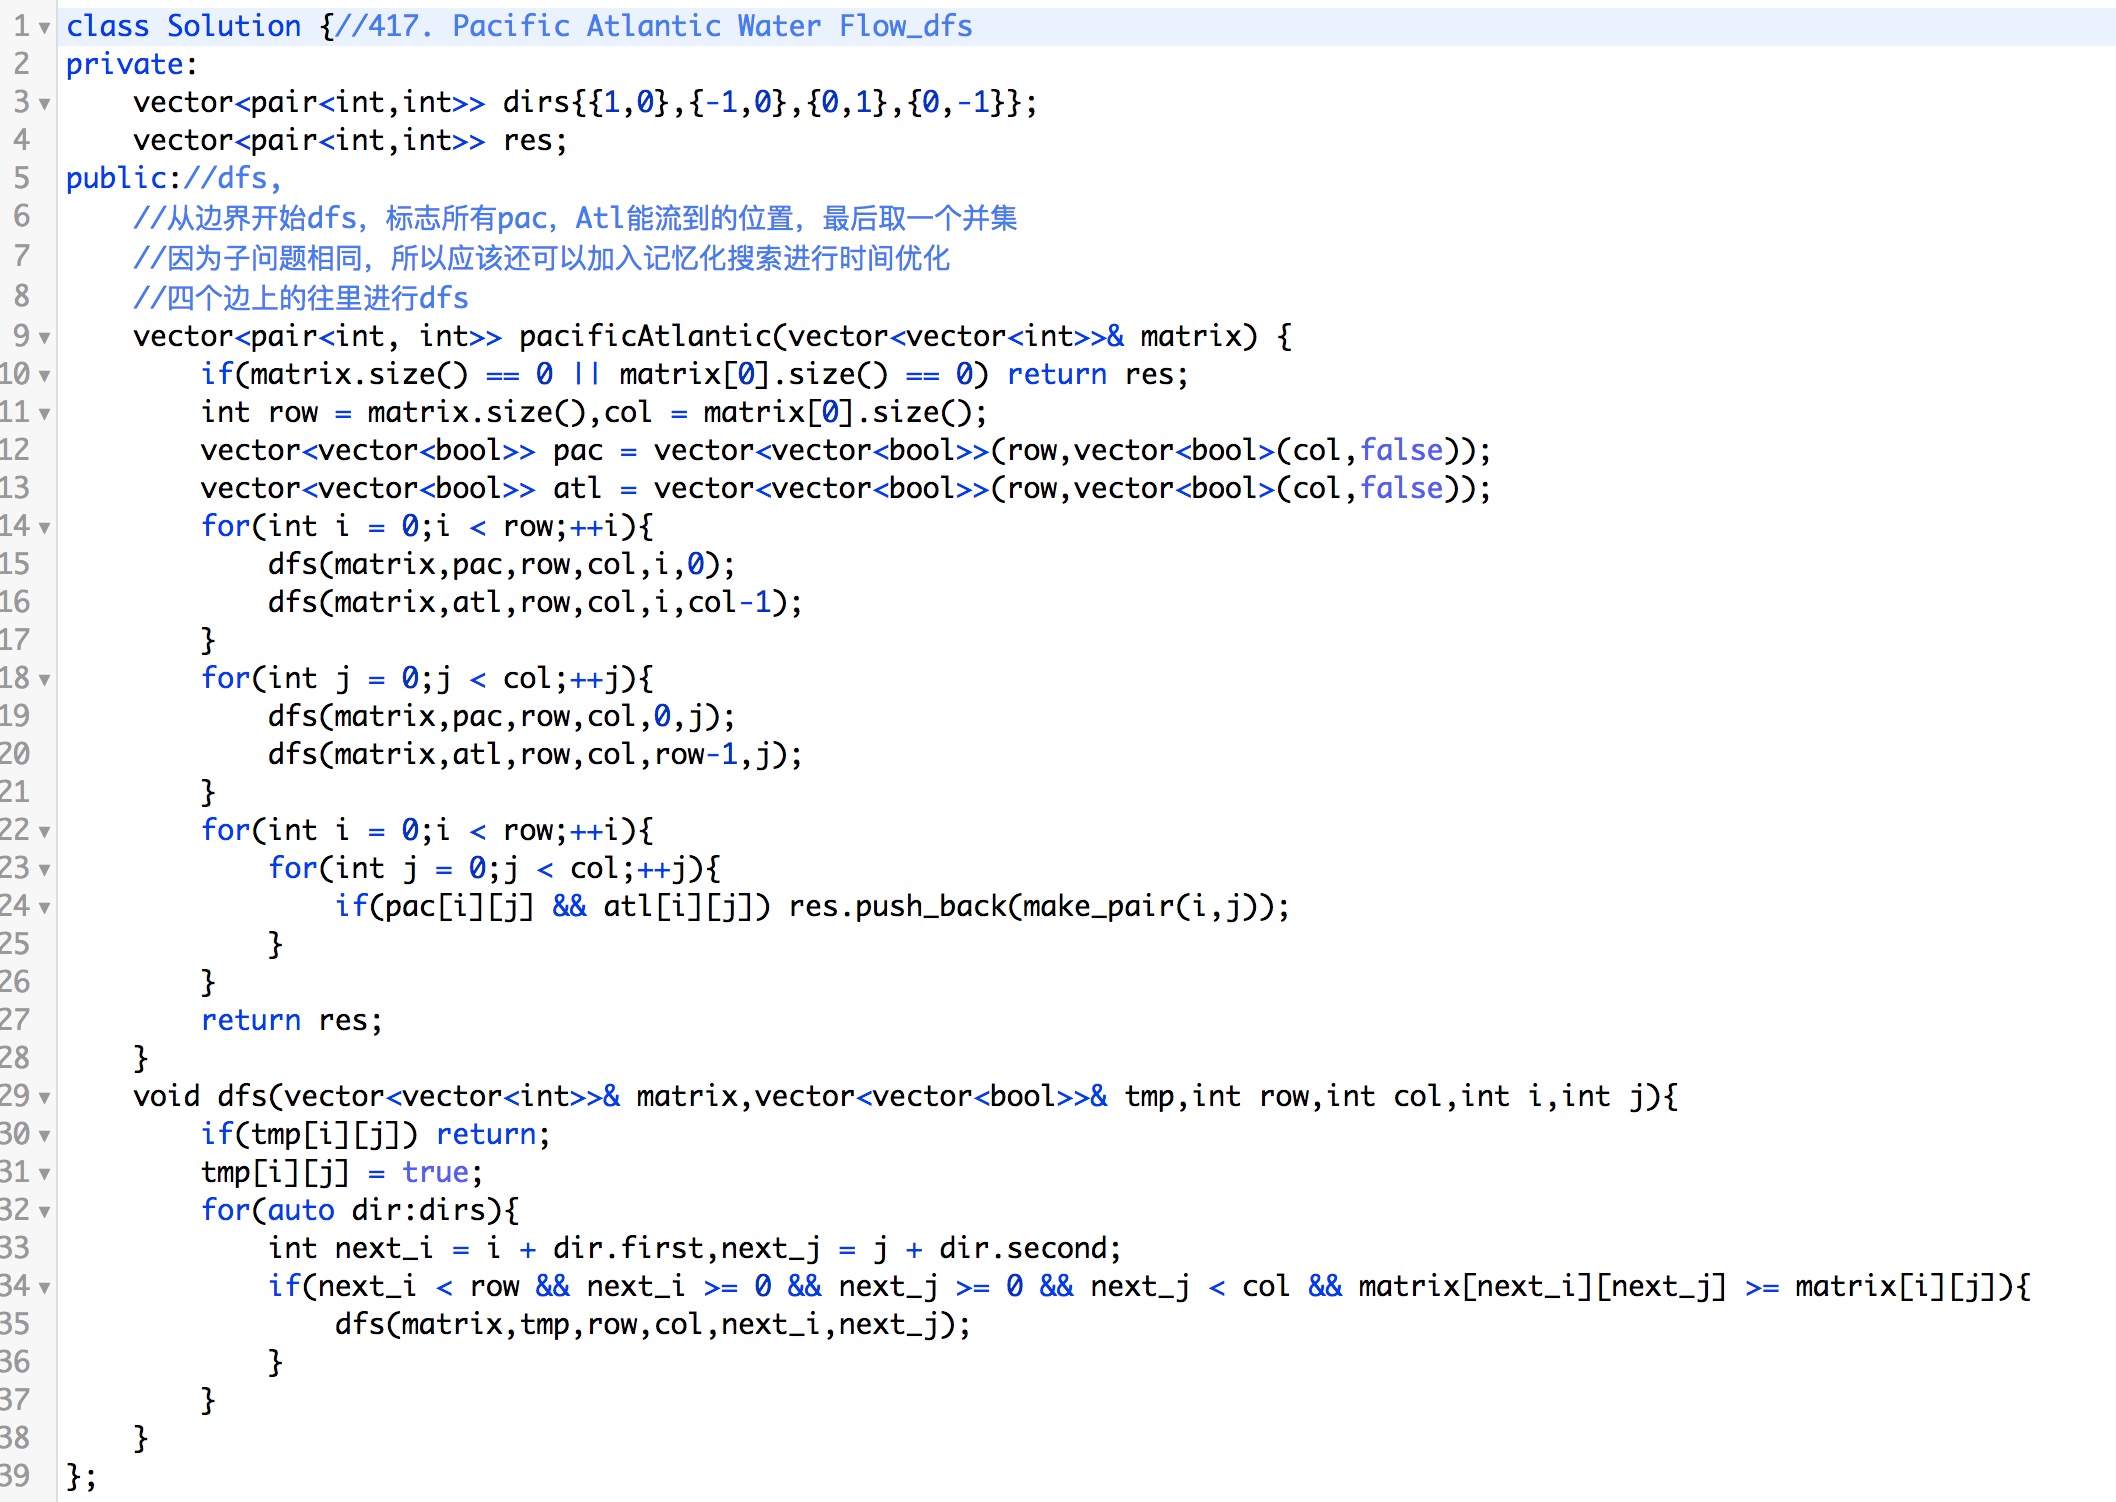 1 class Solution {//417. Pacific Atlantic Water Flow_dfs
2 private:
3     vector<pair<int,int>> dirs{{1,0},{-1,0},{0,1},{0,-1}};
4     vector<pair<int,int>> res;
5 public://dfs,
6     //从边界开始dfs，标志所有pac，Atl能流到的位置，最后取一个并集
7     //因为子问题相同，所以应该还可以加入记忆化搜索进行时间优化
8     //四个边上的往里进行dfs
9     vector<pair<int, int>> pacificAtlantic(vector<vector<int>>& matrix) {
10         if(matrix.size() == 0 || matrix[0].size() == 0) return res;
11         int row = matrix.size(),col = matrix[0].size();
12         vector<vector<bool>> pac = vector<vector<bool>>(row,vector<bool>(col,false));
13         vector<vector<bool>> atl = vector<vector<bool>>(row,vector<bool>(col,false));
14         for(int i = 0;i < row;++i){
15             dfs(matrix,pac,row,col,i,0);
16             dfs(matrix,atl,row,col,i,col-1);
17         }
18         for(int j = 0;j < col;++j){
19             dfs(matrix,pac,row,col,0,j);
20             dfs(matrix,atl,row,col,row-1,j);
21         }
22         for(int i = 0;i < row;++i){
23             for(int j = 0;j < col;++j){
24                 if(pac[i][j] && atl[i][j]) res.push_back(make_pair(i,j));
25             }
26         }
27         return res;
28     }
29     void dfs(vector<vector<int>>& matrix,vector<vector<bool>>& tmp,int row,int col,int i,int j){
30         if(tmp[i][j]) return;
31         tmp[i][j] = true;
32         for(auto dir:dirs){
33             int next_i = i + dir.first,next_j = j + dir.second;
34             if(next_i < row && next_i >= 0 && next_j >= 0 && next_j < col && matrix[next_i][next_j] >= matrix[i][j]){
35                 dfs(matrix,tmp,row,col,next_i,next_j);
36             }
37         }
38     }
39 };